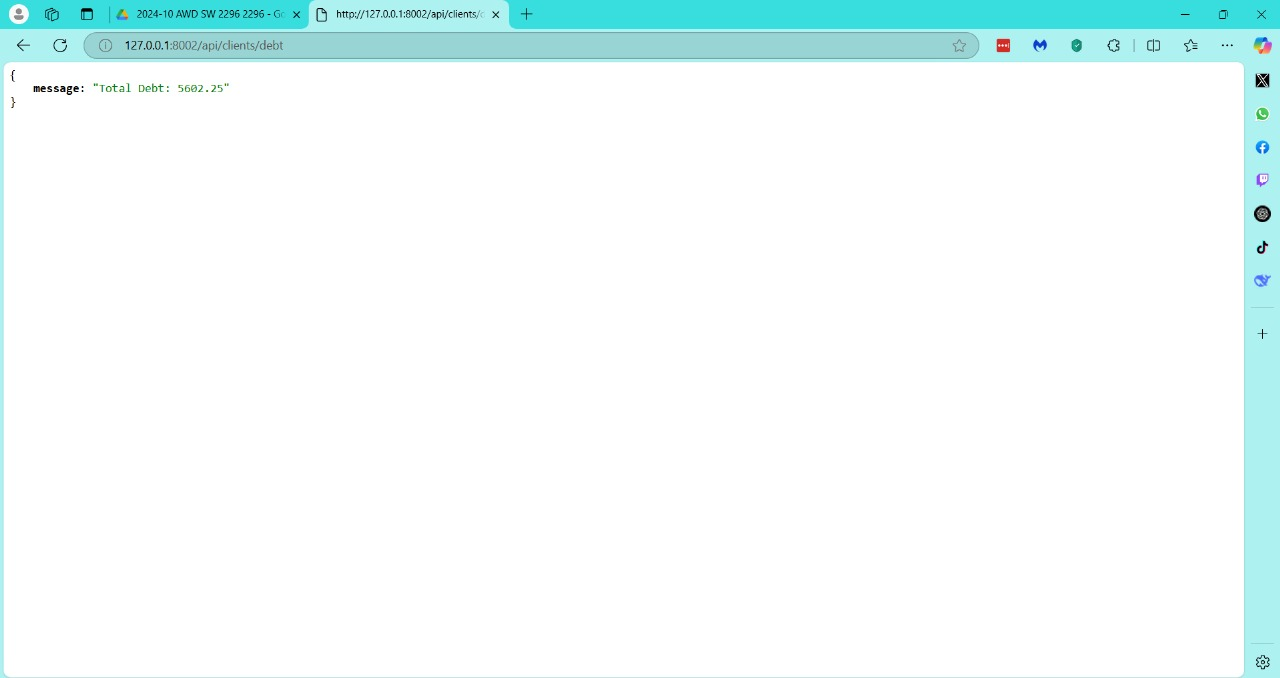 2024-10 AWD SW 2296 2296 - Go
http://127.0.0.1:8002/api/clients/d
127.0.0.1:8002/api/clients/debt
{
message: "Total Debt: 5602.25"
}